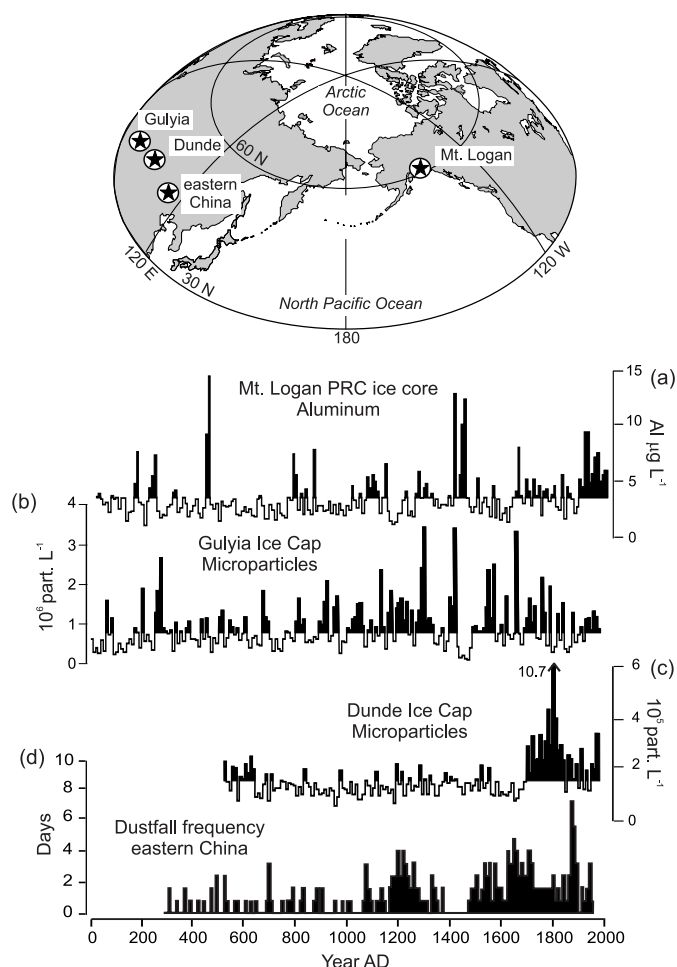 Arctic
Ocean
Gulyia
Dunde
60 N
Mt. Logan
eastern
China
120 E
30 N
120 W
North Pacific Ocean
180
(a)
Mt. Logan PRC ice core
Aluminum
15
10
5
0
Al µg L⁻¹
(b)
Gulyia Ice Cap
Microparticles
4
3
2
1
0
10⁶ part. L⁻¹
(c)
10.7
Dunde Ice Cap
Microparticles
6
4
2
0
10⁵ part. L⁻¹
(d)
Dustfall frequency
eastern China
10
8
6
4
2
0
Days
0 200 400 600 800 1000 1200 1400 1600 1800 2000
Year AD